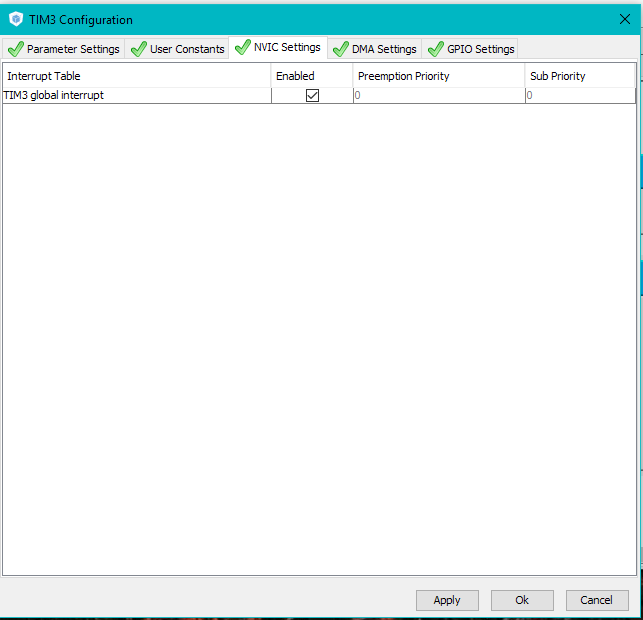 TIM3 Configuration
Parameter Settings User Constants NVIC Settings DMA Settings GPIO Settings
Interrupt Table Enabled Preemption Priority Sub Priority
TIM3 global interrupt 0 0
Apply Ok Cancel